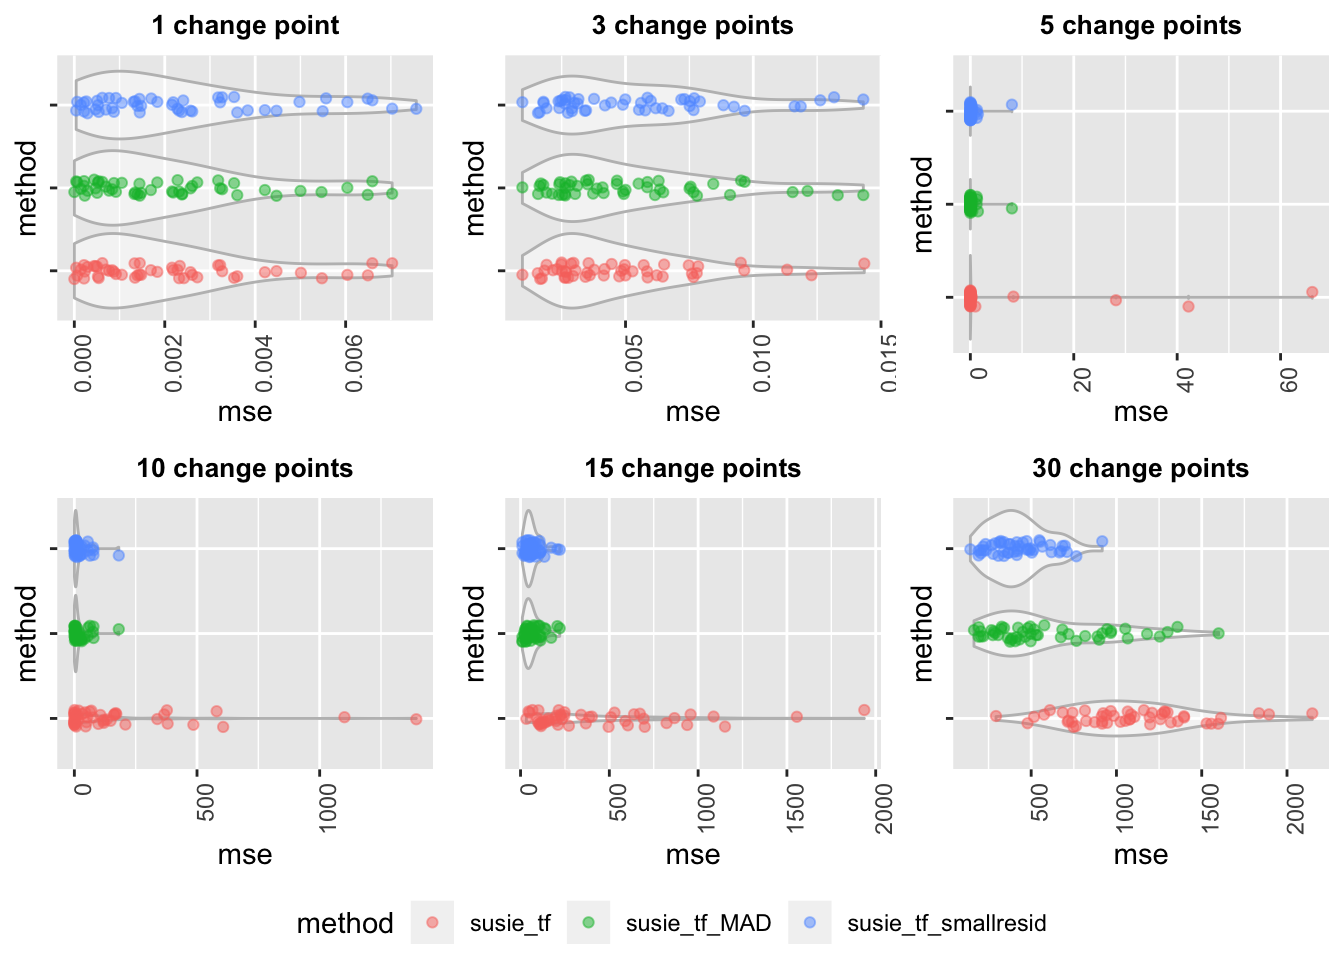 1 change point
3 change points
5 change points
method
method
method
0.000
0.002
0.004
0.006
0.005
0.010
0.015
0
20
40
60
mse
mse
mse
10 change points
15 change points
30 change points
method
method
method
0
500
1000
0
500
1000
1500
2000
500
1000
1500
2000
mse
mse
mse
method susie_tf susie_tf_MAD susie_tf_smallresid